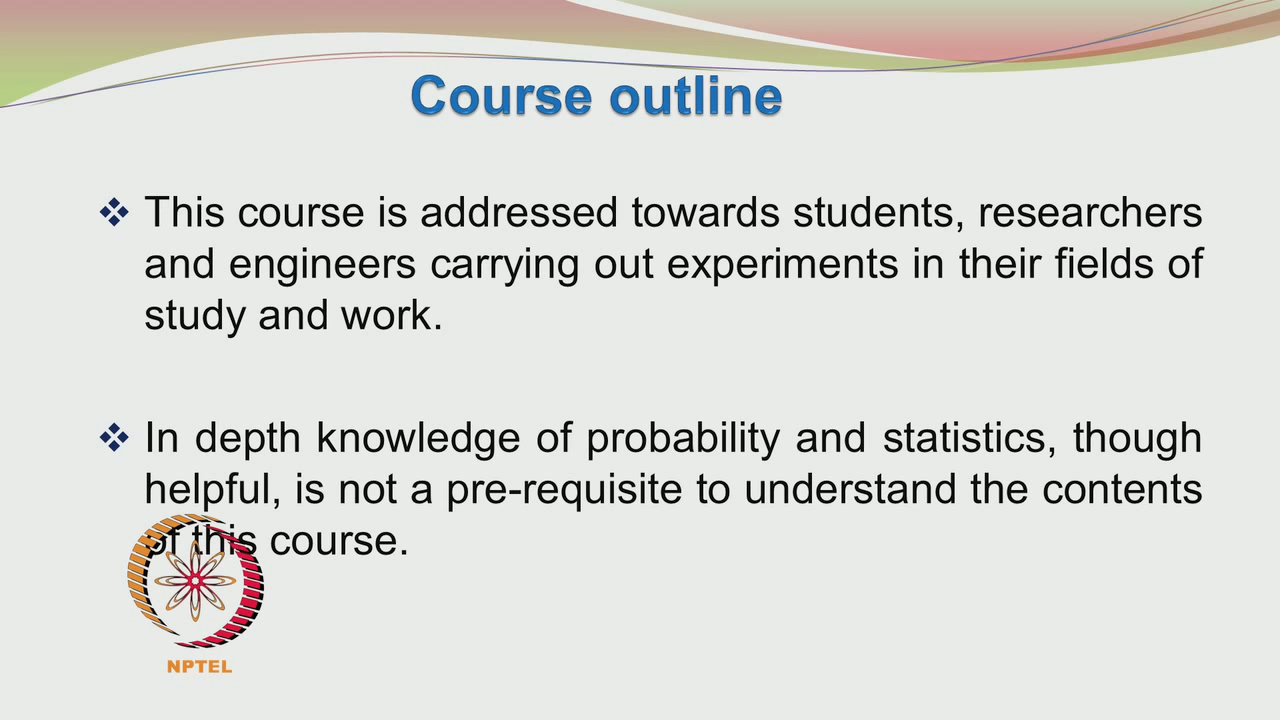 Course outline
This course is addressed towards students, researchers
and engineers carrying out experiments in their fields of
study and work.
In depth knowledge of probability and statistics, though
helpful, is not a pre-requisite to understand the contents
of this course.
NPTEL